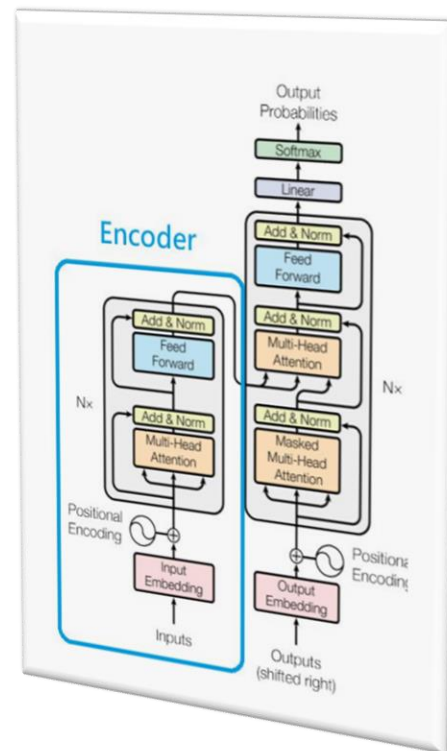 Output
Probabilities
Softmax
Linear
Add & Norm
Feed
Forward
Add & Norm
Multi-Head
Attention
Nx
Add & Norm
Masked
Multi-Head
Attention
Positional
Encoding
Output
Embedding
Outputs
(shifted right)
Encoder
Add & Norm
Feed
Forward
Nx
Add & Norm
Multi-Head
Attention
Positional
Encoding
Input
Embedding
Inputs